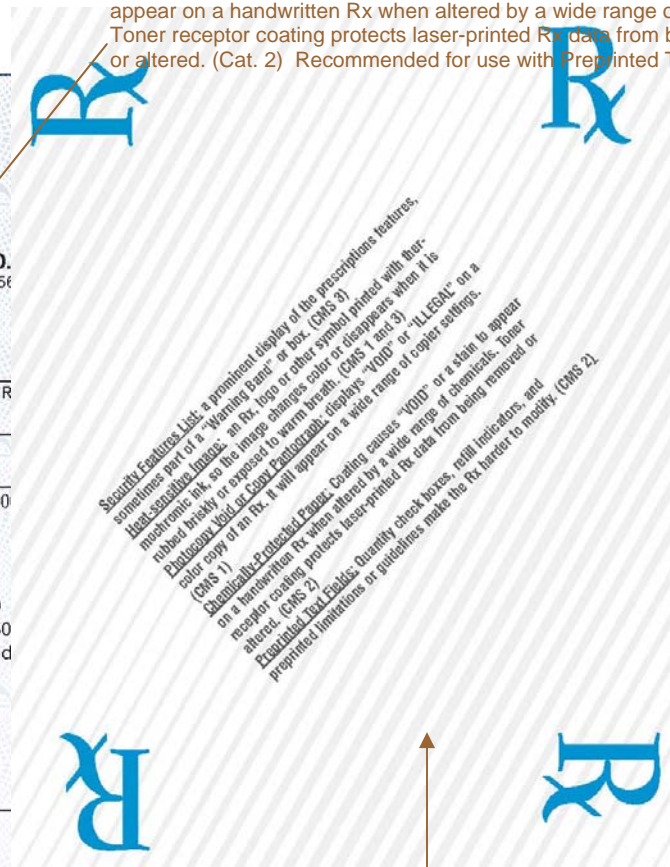 appear on a handwritten Rx when altered by a wide range
Toner receptor coating protects laser-printed Rx data from
or altered. (Cat. 2) Recommended for use with Preprinted
Rx
Rx
Security Features List: a prominent display of the prescriptions features,
sometimes part of a "Warning Band" or box. (CMS 3)
Heat-sensitive Image: an Rx, logo or other symbol printed with ther-
mochromic ink, so the image changes color or disappears when it is
rubbed briskly or exposed to warm breath. (CMS 1 and 3)
Photocopy Void or Copy Pantograph: displays "VOID" or "ILLEGAL" on a
color copy of an Rx. it will appear on a wide range of copier settings.
(CMS 1)
Chemically-Protected Paper: Coating causes "VOID" or a stain to appear
on a handwritten Rx when altered by a wide range of chemicals. Toner
receptor coating protects laser-printed Rx data from being removed or
altered. (CMS 2)
Preprinted Text Fields: Quantity check boxes, refill indicators, and
preprinted limitations or guidelines make the Rx harder to modify. (CMS 2).
Rx
Rx